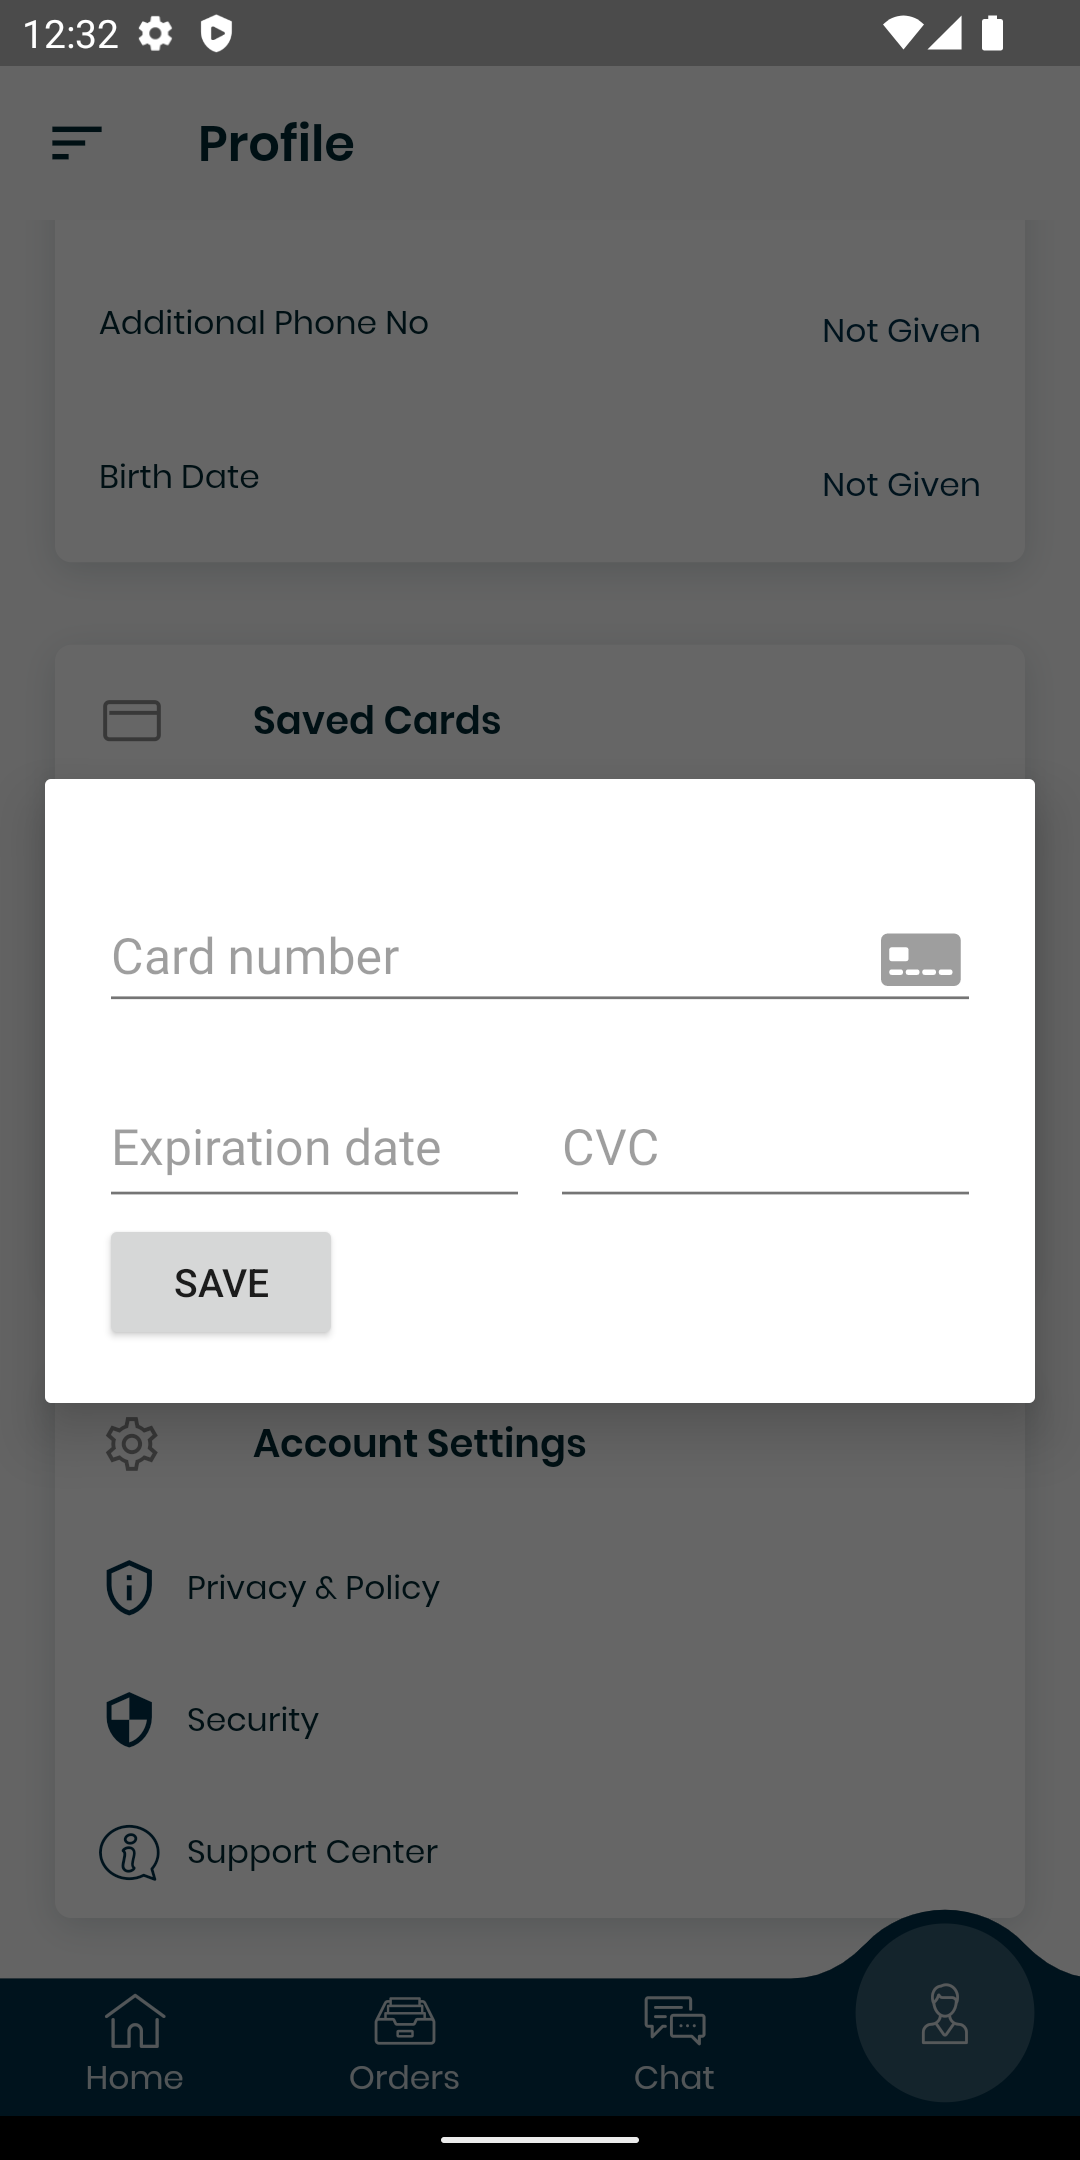 12:32
Profile
Additional Phone No
Not Given
Birth Date
Not Given
Saved Cards
Card number
Expiration date
CVC
SAVE
Account Settings
Privacy & Policy
Security
Support Center
Home
Orders
Chat